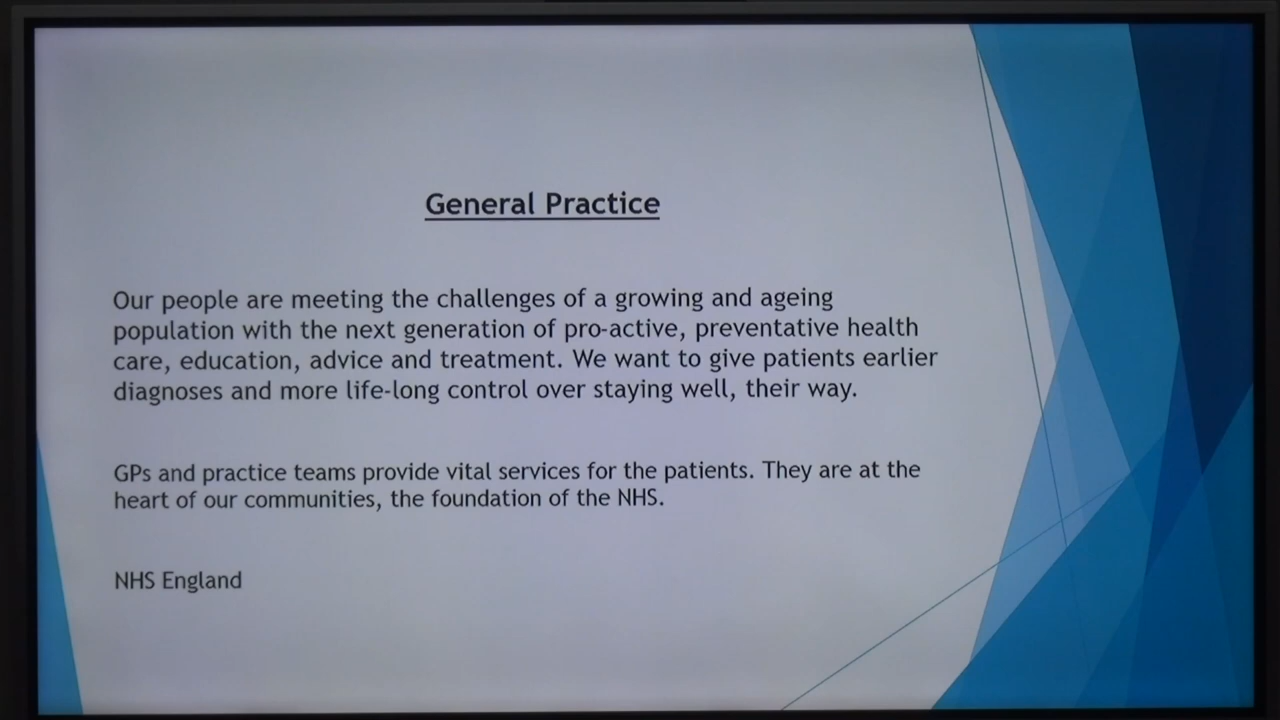 General Practice
Our people are meeting the challenges of a growing and ageing
population with the next generation of pro-active, preventative health
care, education, advice and treatment. We want to give patients earlier
diagnoses and more life-long control over staying well, their way.
GPs and practice teams provide vital services for the patients. They are at the
heart of our communities, the foundation of the NHS.
NHS England